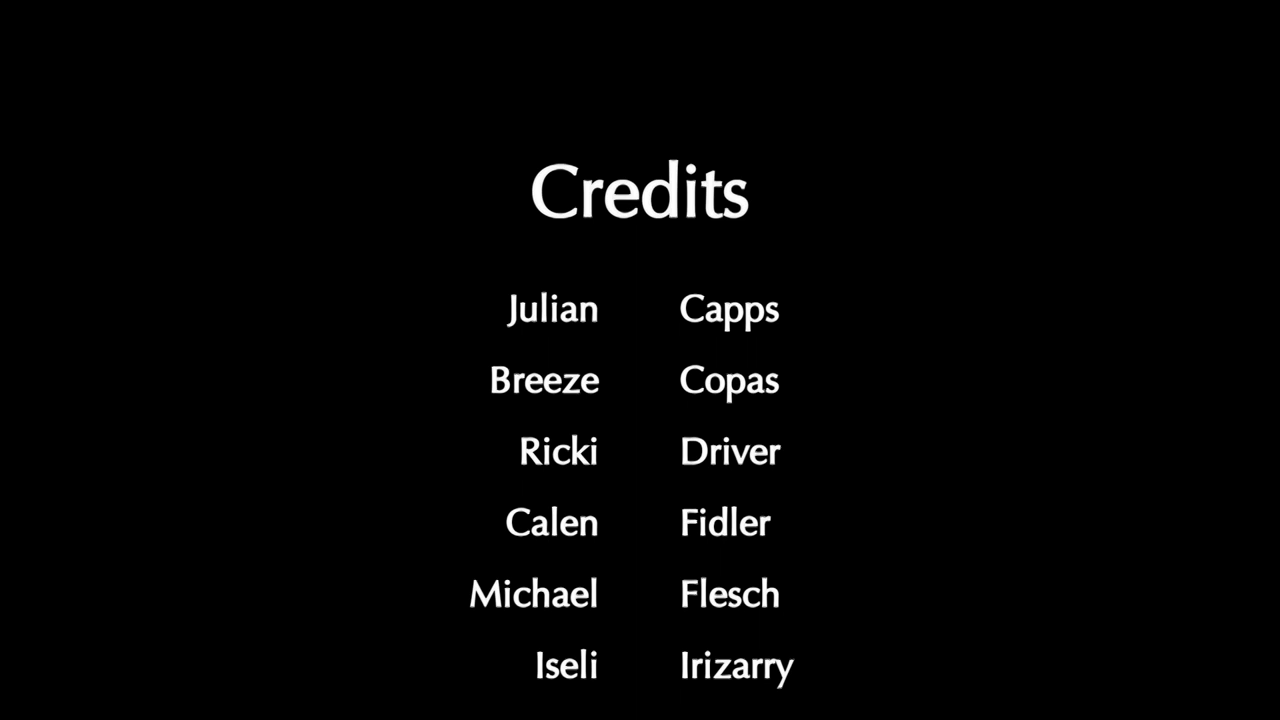 Credits
Julian Capps
Breeze Copas
Ricki Driver
Calen Fidler
Michael Flesch
Iseli Irizarry